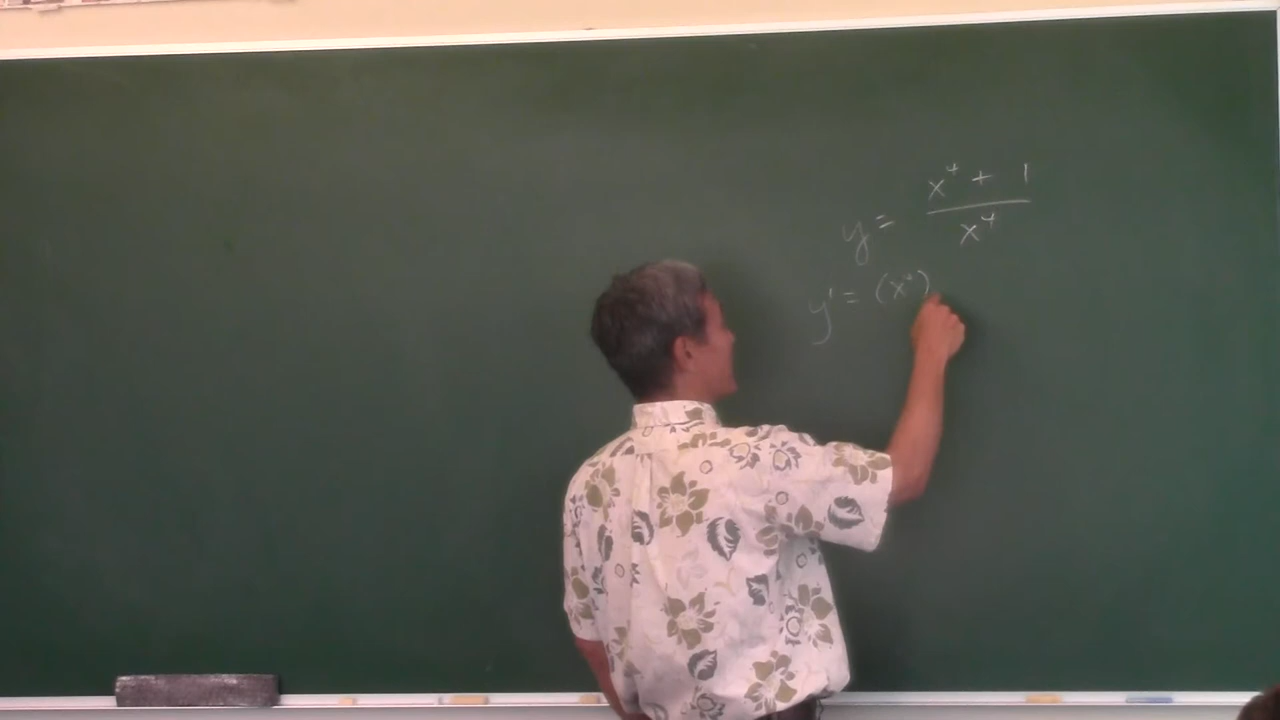 y = x⁴ + 1 / x⁴
y' = (x⁴)